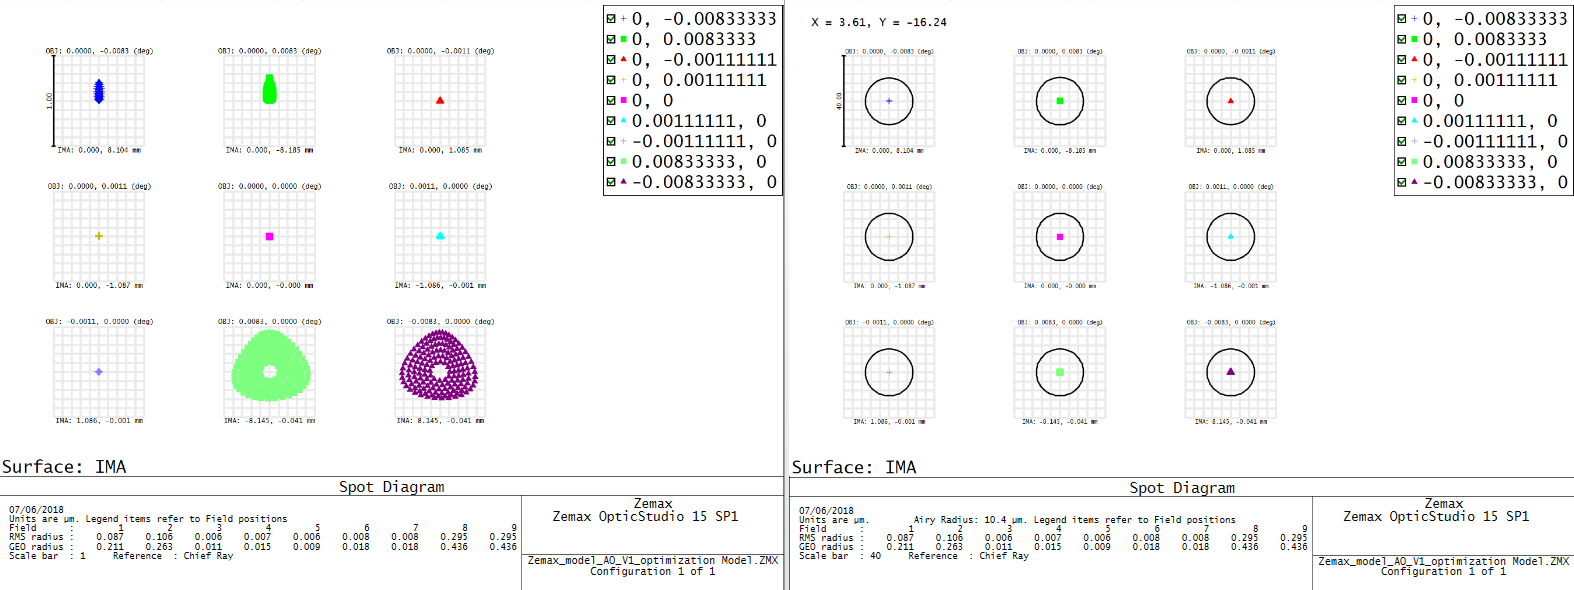 OBJ: 0.0000, -0.0083 (deg)
OBJ: 0.0000, 0.0083 (deg)
OBJ: 0.0000, -0.0011 (deg)
1.00
IMA: 0.000, 8.104 mm
IMA: 0.000, -8.185 mm
IMA: 0.000, 1.085 mm
OBJ: 0.0000, 0.0011 (deg)
OBJ: 0.0000, 0.0000 (deg)
OBJ: 0.0011, 0.0000 (deg)
IMA: 0.000, -1.087 mm
IMA: 0.000, -0.000 mm
IMA: -1.086, -0.001 mm
OBJ: -0.0011, 0.0000 (deg)
OBJ: 0.0083, 0.0000 (deg)
OBJ: -0.0083, 0.0000 (deg)
IMA: 1.086, -0.001 mm
IMA: -8.145, -0.041 mm
IMA: 8.145, -0.041 mm
0, -0.00833333
0, 0.0083333
0, -0.00111111
0, 0.00111111
0, 0
0.00111111, 0
-0.00111111, 0
0.00833333, 0
-0.00833333, 0
Surface: IMA
Spot Diagram
07/06/2018
Units are µm. Legend items refer to Field positions
Field : 1 2 3 4 5 6 7 8 9
RMS radius : 0.087 0.106 0.006 0.007 0.006 0.008 0.008 0.295 0.295
GEO radius : 0.211 0.263 0.011 0.015 0.009 0.018 0.018 0.436 0.436
Scale bar : 1 Reference : Chief Ray
Zemax
Zemax OpticStudio 15 SP1
Zemax_model_AO_V1_optimization Model.ZMX
Configuration 1 of 1
X = 3.61, Y = -16.24
OBJ: 0.0000, -0.0083 (deg)
OBJ: 0.0000, 0.0083 (deg)
OBJ: 0.0000, -0.0011 (deg)
40.00
IMA: 0.000, 8.104 mm
IMA: 0.000, -8.185 mm
IMA: 0.000, 1.085 mm
OBJ: 0.0000, 0.0011 (deg)
OBJ: 0.0000, 0.0000 (deg)
OBJ: 0.0011, 0.0000 (deg)
IMA: 0.000, -1.087 mm
IMA: 0.000, -0.000 mm
IMA: -1.086, -0.001 mm
OBJ: -0.0011, 0.0000 (deg)
OBJ: 0.0083, 0.0000 (deg)
OBJ: -0.0083, 0.0000 (deg)
IMA: 1.086, -0.001 mm
IMA: -8.145, -0.041 mm
IMA: 8.145, -0.041 mm
0, -0.00833333
0, 0.0083333
0, -0.00111111
0, 0.00111111
0, 0
0.00111111, 0
-0.00111111, 0
0.00833333, 0
-0.00833333, 0
Surface: IMA
Spot Diagram
07/06/2018
Units are µm. Airy Radius: 10.4 µm. Legend items refer to Field positions
Field : 1 2 3 4 5 6 7 8 9
RMS radius : 0.087 0.106 0.006 0.007 0.006 0.008 0.008 0.295 0.295
GEO radius : 0.211 0.263 0.011 0.015 0.009 0.018 0.018 0.436 0.436
Scale bar : 40 Reference : Chief Ray
Zemax
Zemax OpticStudio 15 SP1
Zemax_model_AO_V1_optimization Model.ZMX
Configuration 1 of 1